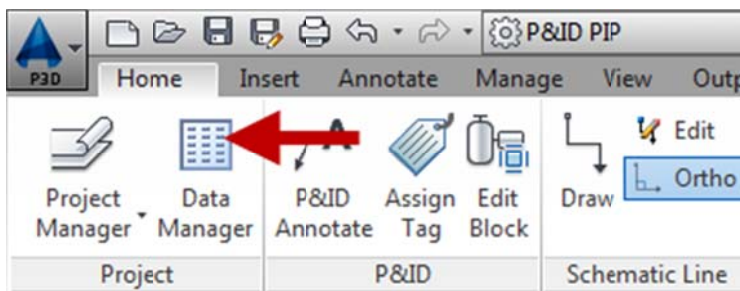 P&ID PIP
P3D
Home Insert Annotate Manage View Outp
Edit
Ortho
Project Manager
Data Manager
P&ID Annotate
Assign Tag
Edit Block
Draw
Project
P&ID
Schematic Line